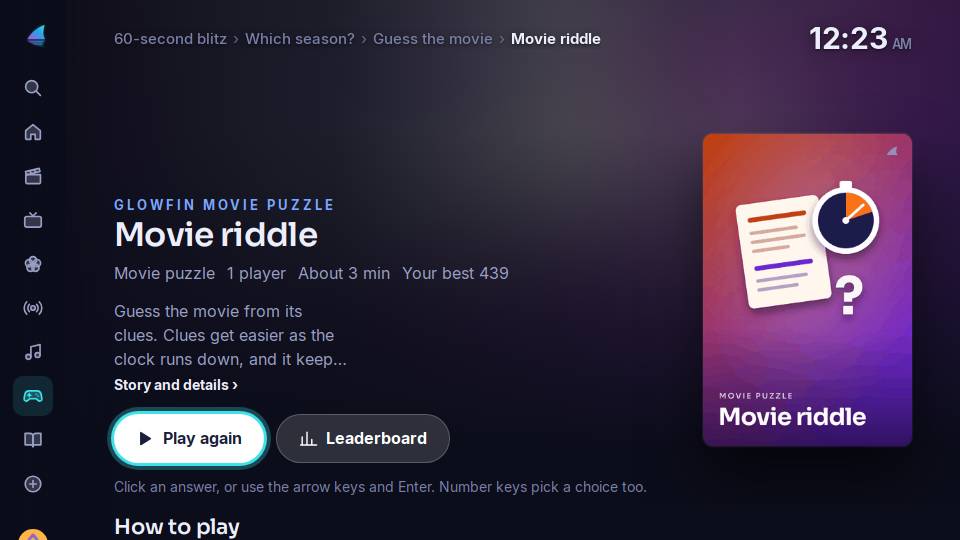 60-second blitz › Which season? › Guess the movie › Movie riddle
12:23 AM
GLOWFIN MOVIE PUZZLE
Movie riddle
Movie puzzle 1 player About 3 min Your best 439
Guess the movie from its
clues. Clues get easier as the
clock runs down, and it keep...
Story and details ›
Play again
Leaderboard
Click an answer, or use the arrow keys and Enter. Number keys pick a choice too.
How to play
?
MOVIE PUZZLE
Movie riddle